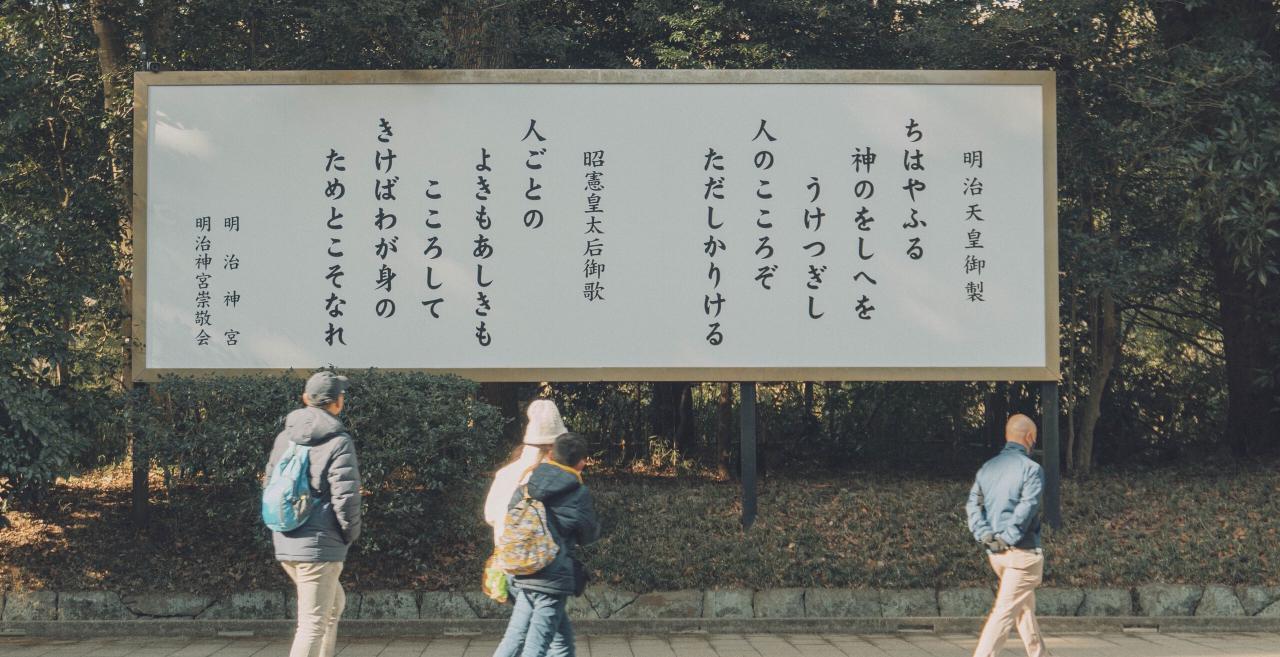 明治天皇御製
ちはやふる
神のをしへを
うけつぎし
人のこころぞ
ただしかりける
昭憲皇太后御歌
人ごとの
よきもあしきも
こころして
きけばわが身の
ためとこそなれ
明治神宮
明治神宮崇敬会